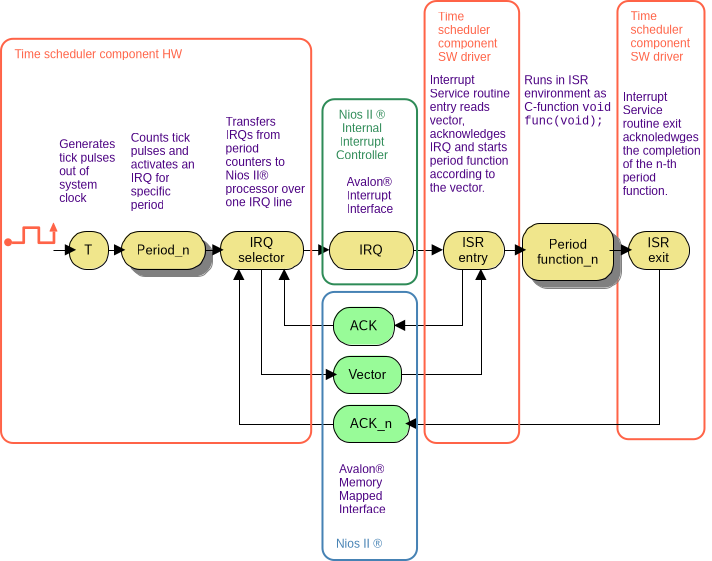 Time scheduler component HW
Generates
tick pulses
out of
system
clock
Counts tick
pulses and
activates an
IRQ for
specific
period
Transfers
IRQs from
period
counters to
Nios II®
processor over
one IRQ line
Nios II ®
Internal
Interrupt
Controller
Avalon®
Interrupt
Interface
Time
scheduler
component
SW driver
Interrupt
Service routine
entry reads
vector,
acknowledges
IRQ and starts
period function
according to
the vector.
Runs in ISR
environment as
C-function void
func(void);
Time
scheduler
component
SW driver
Interrupt
Service
routine exit
acknoledwges
the completion
of the n-th
period
function.
T
Period_n
IRQ
selector
IRQ
ISR
entry
Period
function_n
ISR
exit
ACK
Vector
ACK_n
Avalon®
Memory
Mapped
Interface
Nios II ®